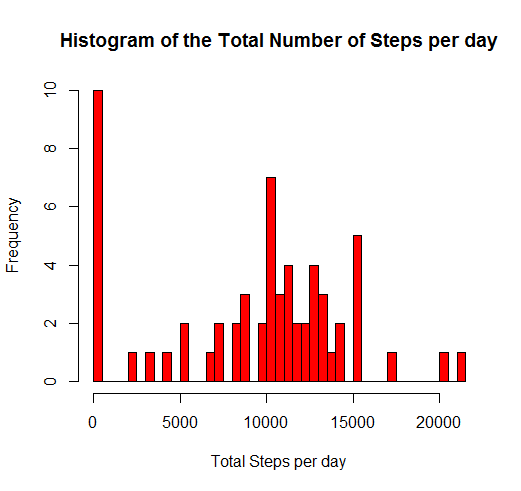 Histogram of the Total Number of Steps per day
10
8
6
4
2
0
Frequency
0 5000 10000 15000 20000
Total Steps per day